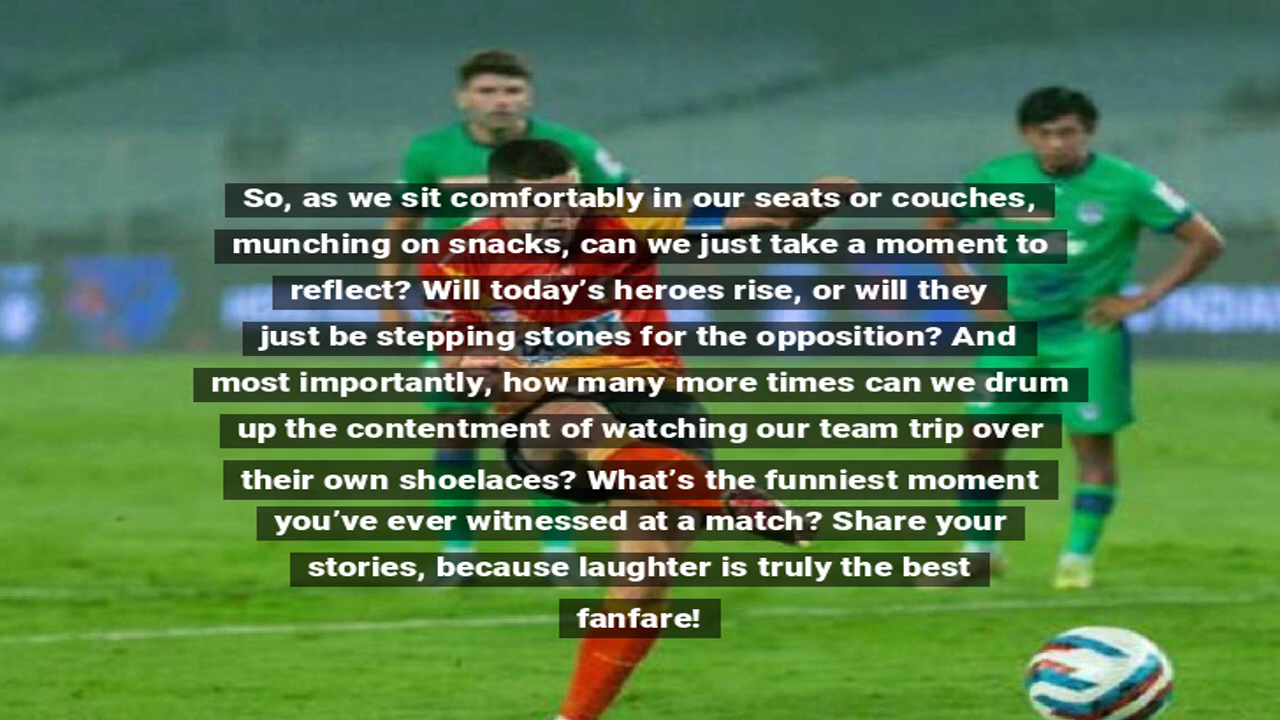 So, as we sit comfortably in our seats or couches,
munching on snacks, can we just take a moment to
reflect? Will today’s heroes rise, or will they
just be stepping stones for the opposition? And
most importantly, how many more times can we drum
up the contentment of watching our team trip over
their own shoelaces? What’s the funniest moment
you’ve ever witnessed at a match? Share your
stories, because laughter is truly the best
fanfare!